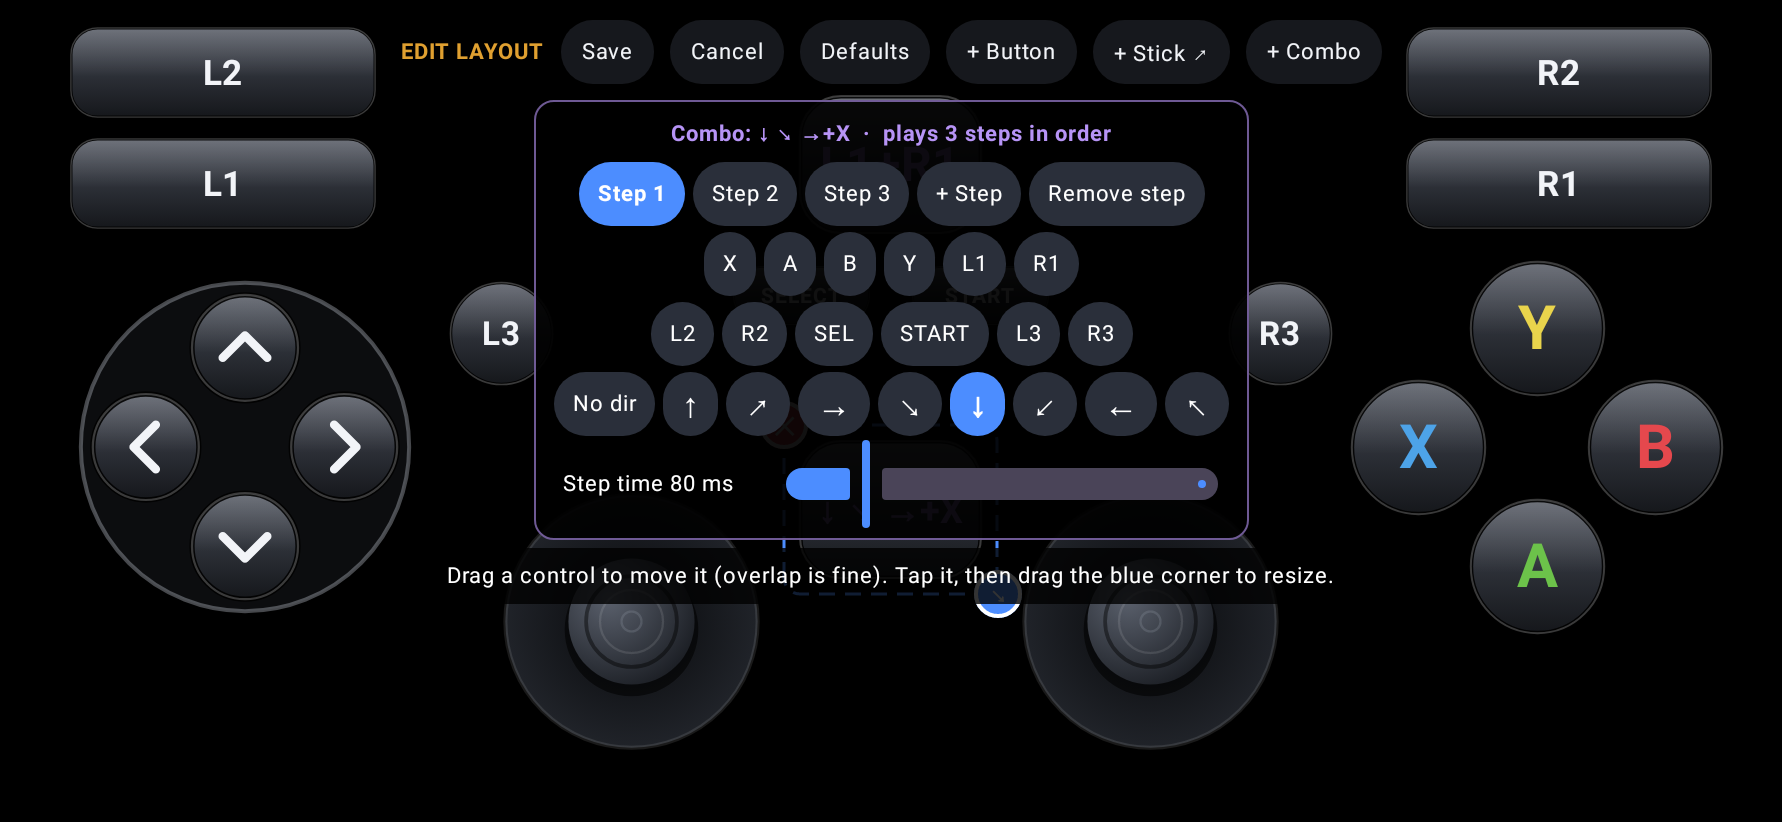 L2
EDIT LAYOUT Save Cancel Defaults + Button + Stick ↗ + Combo
R2
L1
R1
Combo: ↓ ↘ →+X · plays 3 steps in order
Step 1 Step 2 Step 3 + Step Remove step
X A B Y L1 R1
SELECT START
L2 R2 SEL START L3 R3
L3
R3
No dir ↑ ↗ → ↘ ↓ ↙ ← ↖
Step time 80 ms
↓ ↘ →+X
Drag a control to move it (overlap is fine). Tap it, then drag the blue corner to resize.
Y
X
B
A